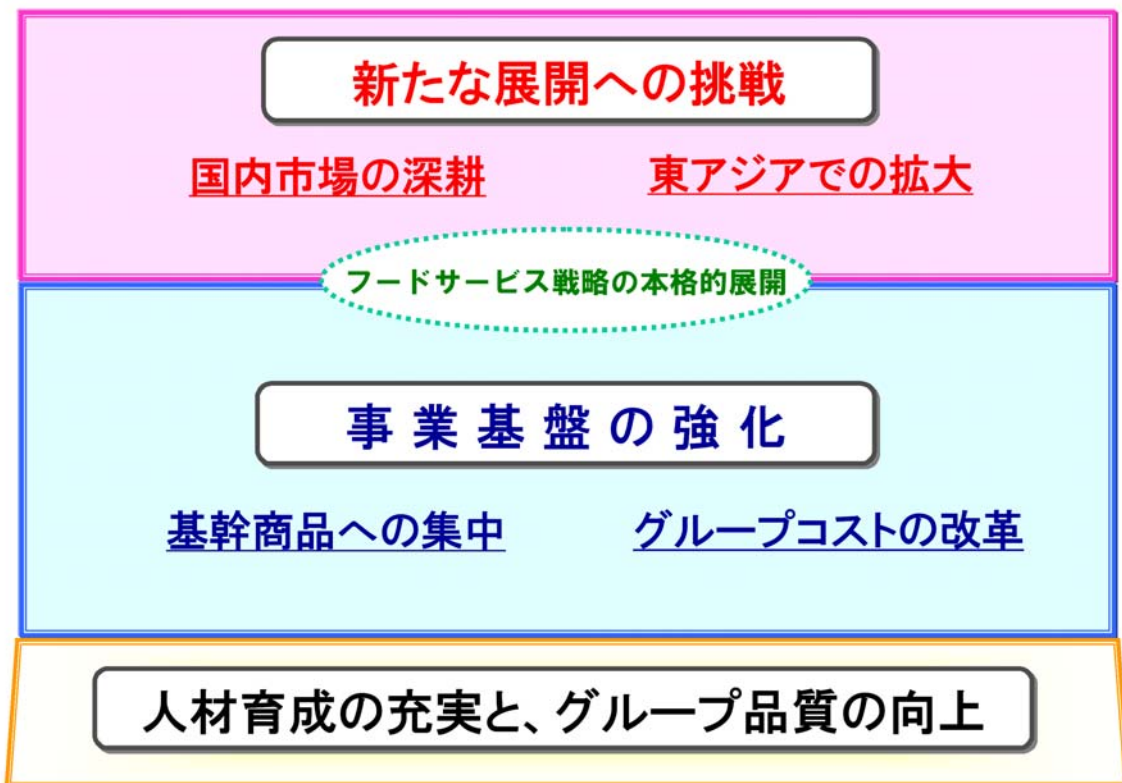 新たな展開への挑戦
国内市場の深耕
東アジアでの拡大
フードサービス戦略の本格的展開
事業基盤の強化
基幹商品への集中
グループコストの改革
人材育成の充実と、グループ品質の向上